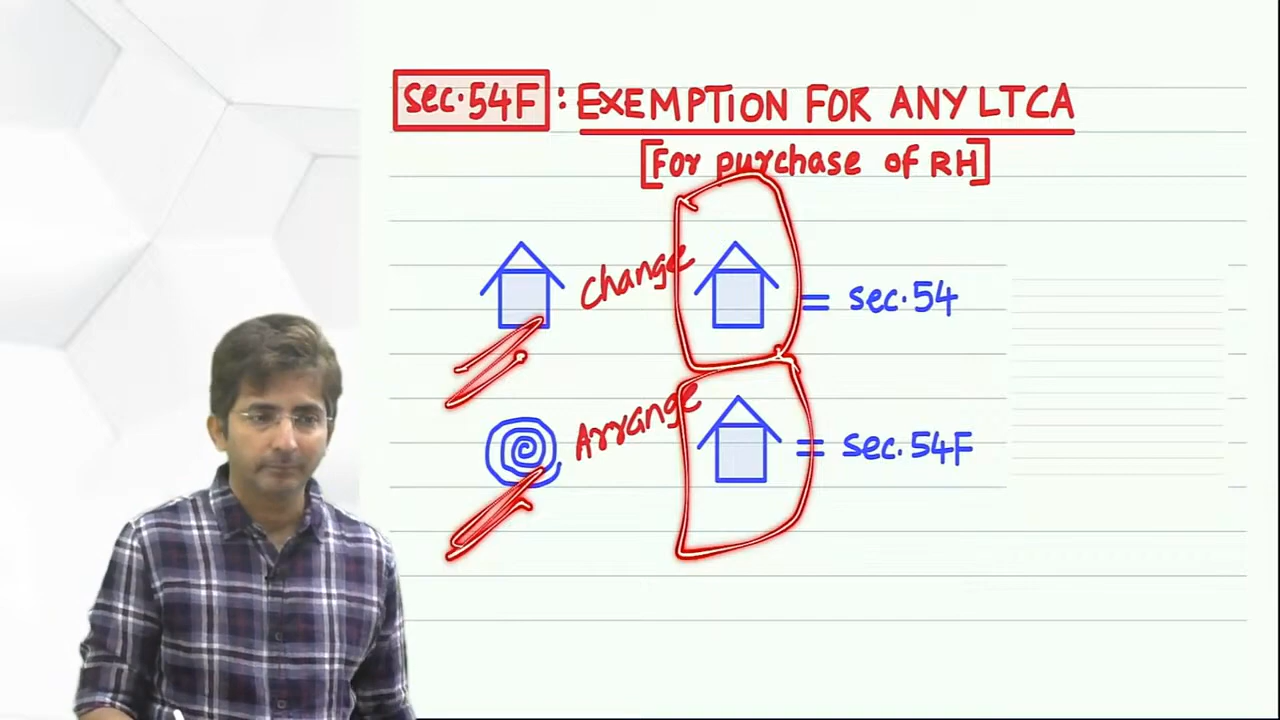 sec.54F : EXEMPTION FOR ANY LTCA
[For purchase of RH]
Change = sec.54
Arrange = sec.54F